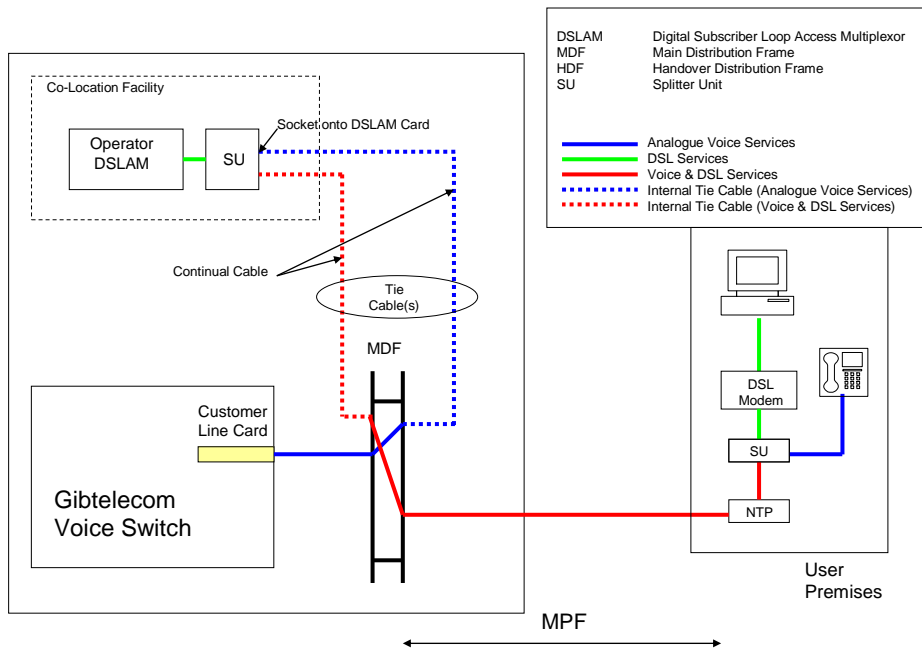 DSLAM Digital Subscriber Loop Access Multiplexor
MDF Main Distribution Frame
HDF Handover Distribution Frame
SU Splitter Unit
Analogue Voice Services
DSL Services
Voice & DSL Services
Internal Tie Cable (Analogue Voice Services)
Internal Tie Cable (Voice & DSL Services)
Co-Location Facility
Socket onto DSLAM Card
Operator
DSLAM
SU
Continual Cable
Tie
Cable(s)
MDF
Customer
Line Card
Gibtelecom
Voice Switch
DSL
Modem
SU
NTP
User
Premises
MPF